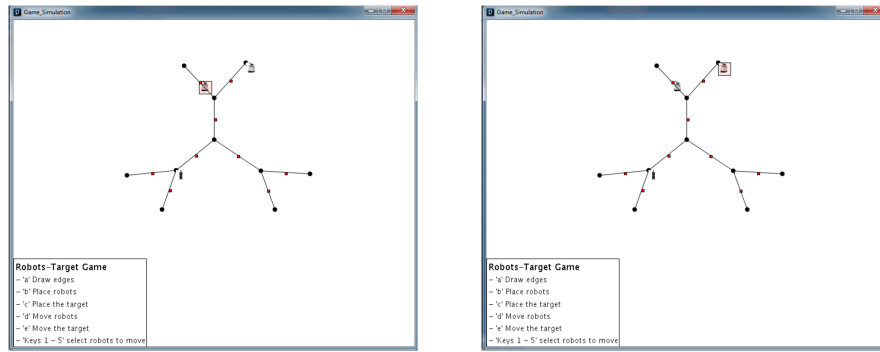 Game_Simulation
Robots-Target Game
- 'a' Draw edges
- 'b' Place robots
- 'c' Place the target
- 'd' Move robots
- 'e' Move the target
- 'Keys 1 - 5' select robots to move
Game_Simulation
Robots-Target Game
- 'a' Draw edges
- 'b' Place robots
- 'c' Place the target
- 'd' Move robots
- 'e' Move the target
- 'Keys 1 - 5' select robots to move